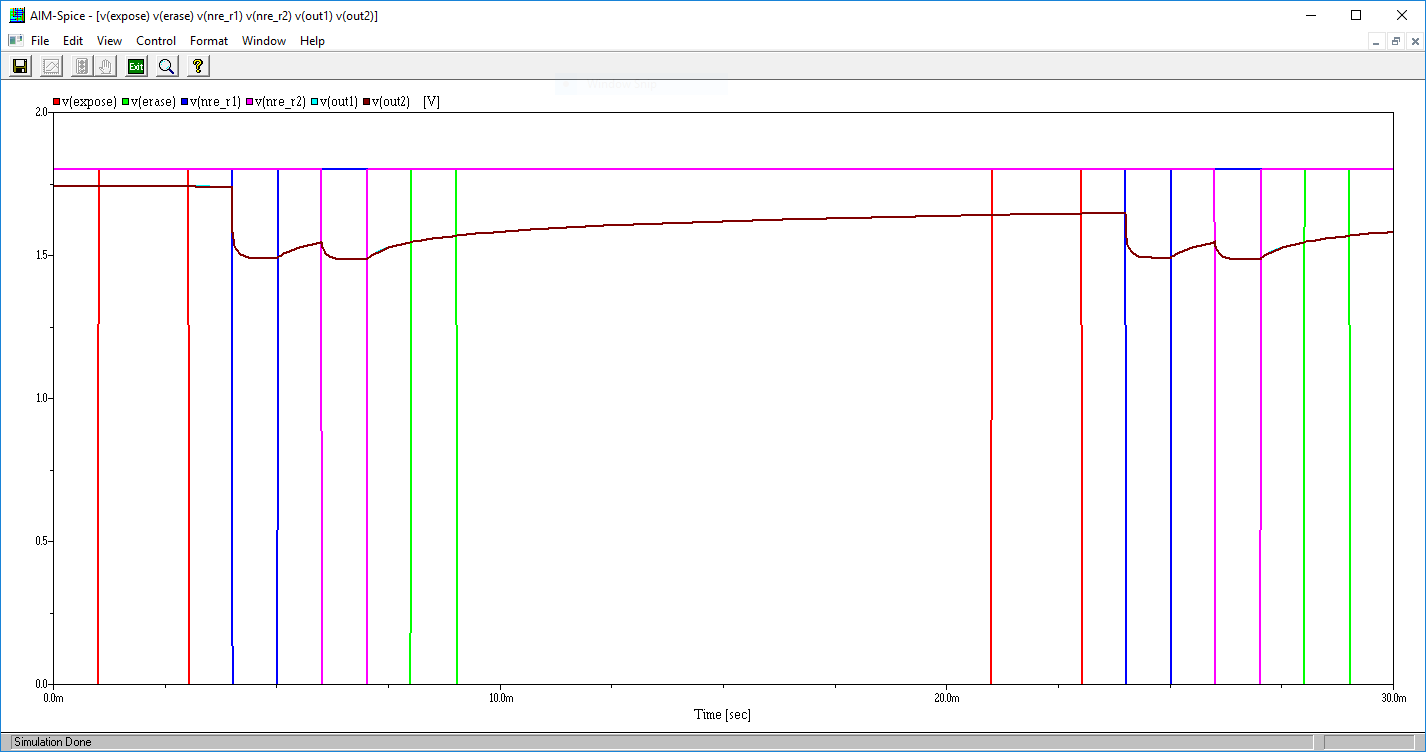 AIM-Spice - [v(expose) v(erase) v(nre_r1) v(nre_r2) v(out1) v(out2)]
File Edit View Control Format Window Help
Exit ?
v(expose) v(erase) v(nre_r1) v(nre_r2) v(out1) v(out2) [V]
2.0
1.5
1.0
0.5
0.0
0.0m 10.0m 20.0m 30.0m
Time [sec]
Simulation Done